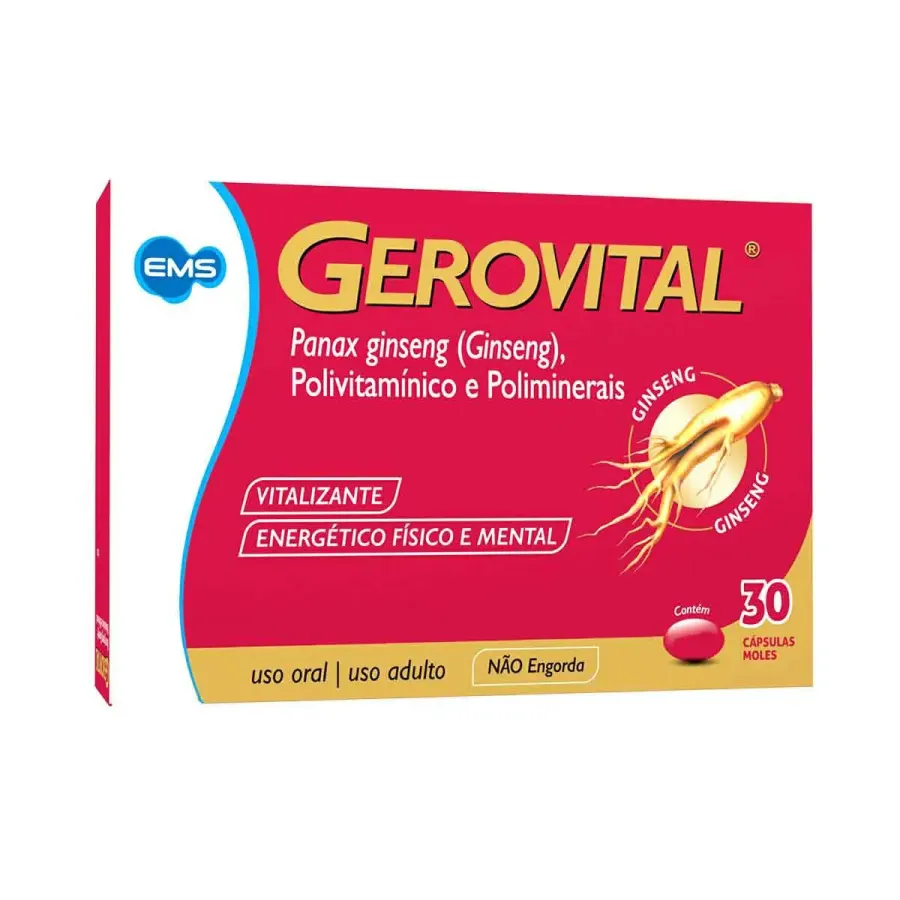 EMS
GEROVITAL®
Panax ginseng (Ginseng),
Polivitamínico e Poliminerais
GINSENG
GINSENG
VITALIZANTE
ENERGÉTICO FÍSICO E MENTAL
Contém
30
CÁPSULAS
MOLES
uso oral | uso adulto
NÃO Engorda